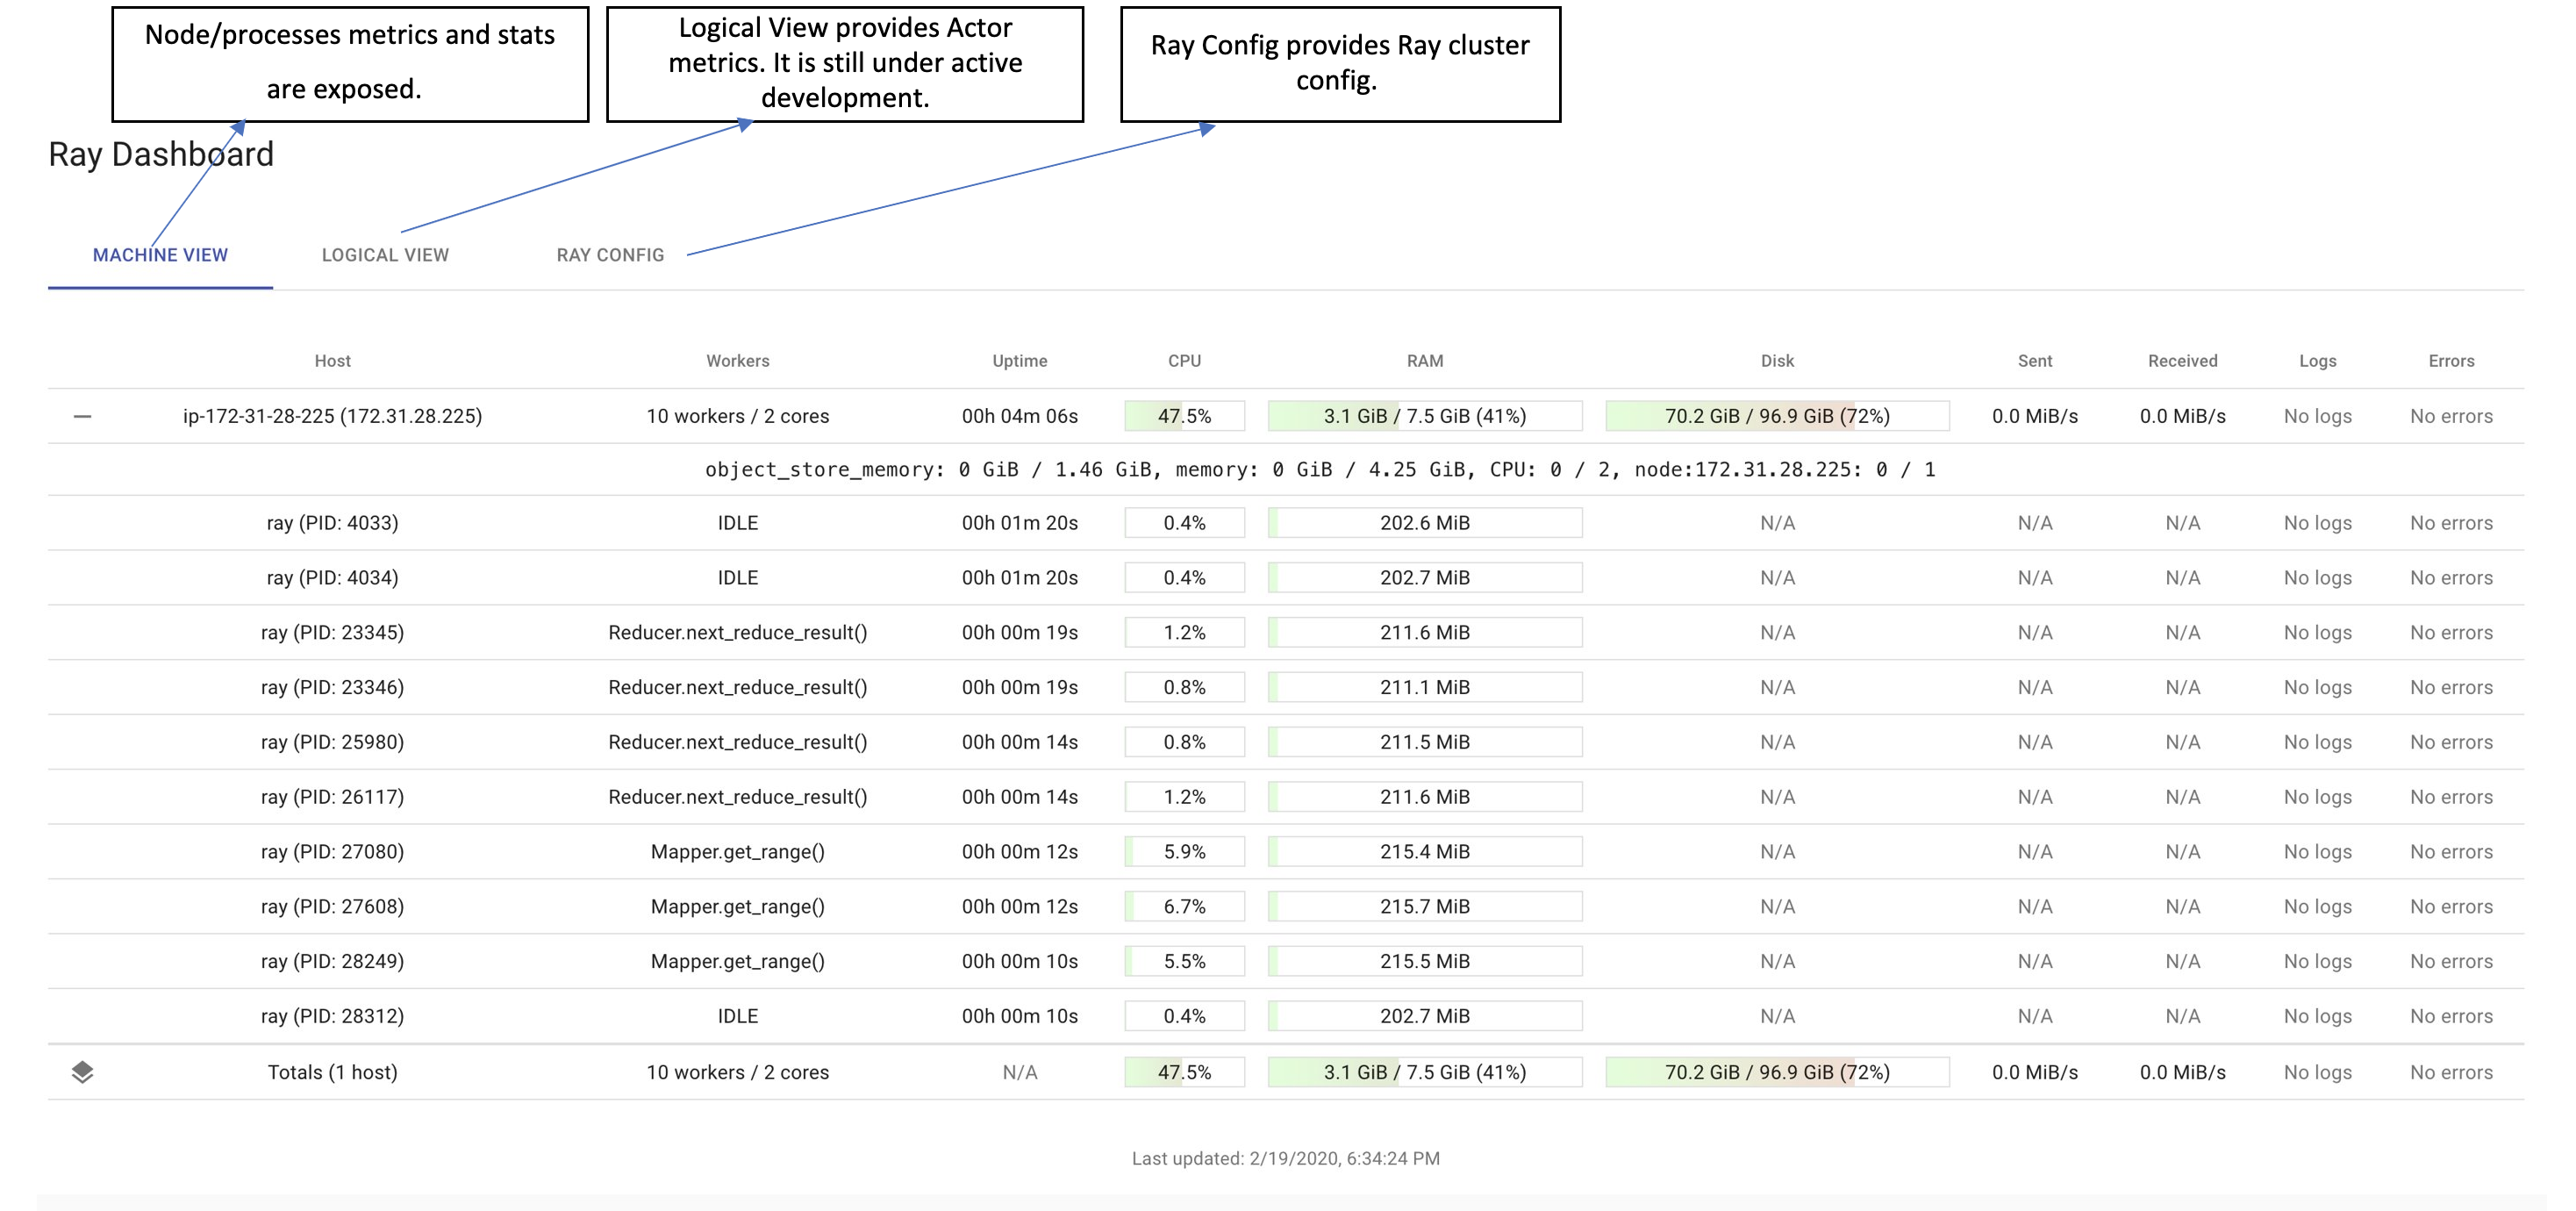 Node/processes metrics and stats
are exposed.
Logical View provides Actor
metrics. It is still under active
development.
Ray Config provides Ray cluster
config.
Ray Dashboard
MACHINE VIEW LOGICAL VIEW RAY CONFIG
Host Workers Uptime CPU RAM Disk Sent Received Logs Errors
ip-172-31-28-225 (172.31.28.225) 10 workers / 2 cores 00h 04m 06s 47.5% 3.1 GiB / 7.5 GiB (41%) 70.2 GiB / 96.9 GiB (72%) 0.0 MiB/s 0.0 MiB/s No logs No errors
object_store_memory: 0 GiB / 1.46 GiB, memory: 0 GiB / 4.25 GiB, CPU: 0 / 2, node:172.31.28.225: 0 / 1
ray (PID: 4033) IDLE 00h 01m 20s 0.4% 202.6 MiB N/A N/A N/A No logs No errors
ray (PID: 4034) IDLE 00h 01m 20s 0.4% 202.7 MiB N/A N/A N/A No logs No errors
ray (PID: 23345) Reducer.next_reduce_result() 00h 00m 19s 1.2% 211.6 MiB N/A N/A N/A No logs No errors
ray (PID: 23346) Reducer.next_reduce_result() 00h 00m 19s 0.8% 211.1 MiB N/A N/A N/A No logs No errors
ray (PID: 25980) Reducer.next_reduce_result() 00h 00m 14s 0.8% 211.5 MiB N/A N/A N/A No logs No errors
ray (PID: 26117) Reducer.next_reduce_result() 00h 00m 14s 1.2% 211.6 MiB N/A N/A N/A No logs No errors
ray (PID: 27080) Mapper.get_range() 00h 00m 12s 5.9% 215.4 MiB N/A N/A N/A No logs No errors
ray (PID: 27608) Mapper.get_range() 00h 00m 12s 6.7% 215.7 MiB N/A N/A N/A No logs No errors
ray (PID: 28249) Mapper.get_range() 00h 00m 10s 5.5% 215.5 MiB N/A N/A N/A No logs No errors
ray (PID: 28312) IDLE 00h 00m 10s 0.4% 202.7 MiB N/A N/A N/A No logs No errors
Totals (1 host) 10 workers / 2 cores N/A 47.5% 3.1 GiB / 7.5 GiB (41%) 70.2 GiB / 96.9 GiB (72%) 0.0 MiB/s 0.0 MiB/s No logs No errors
Last updated: 2/19/2020, 6:34:24 PM